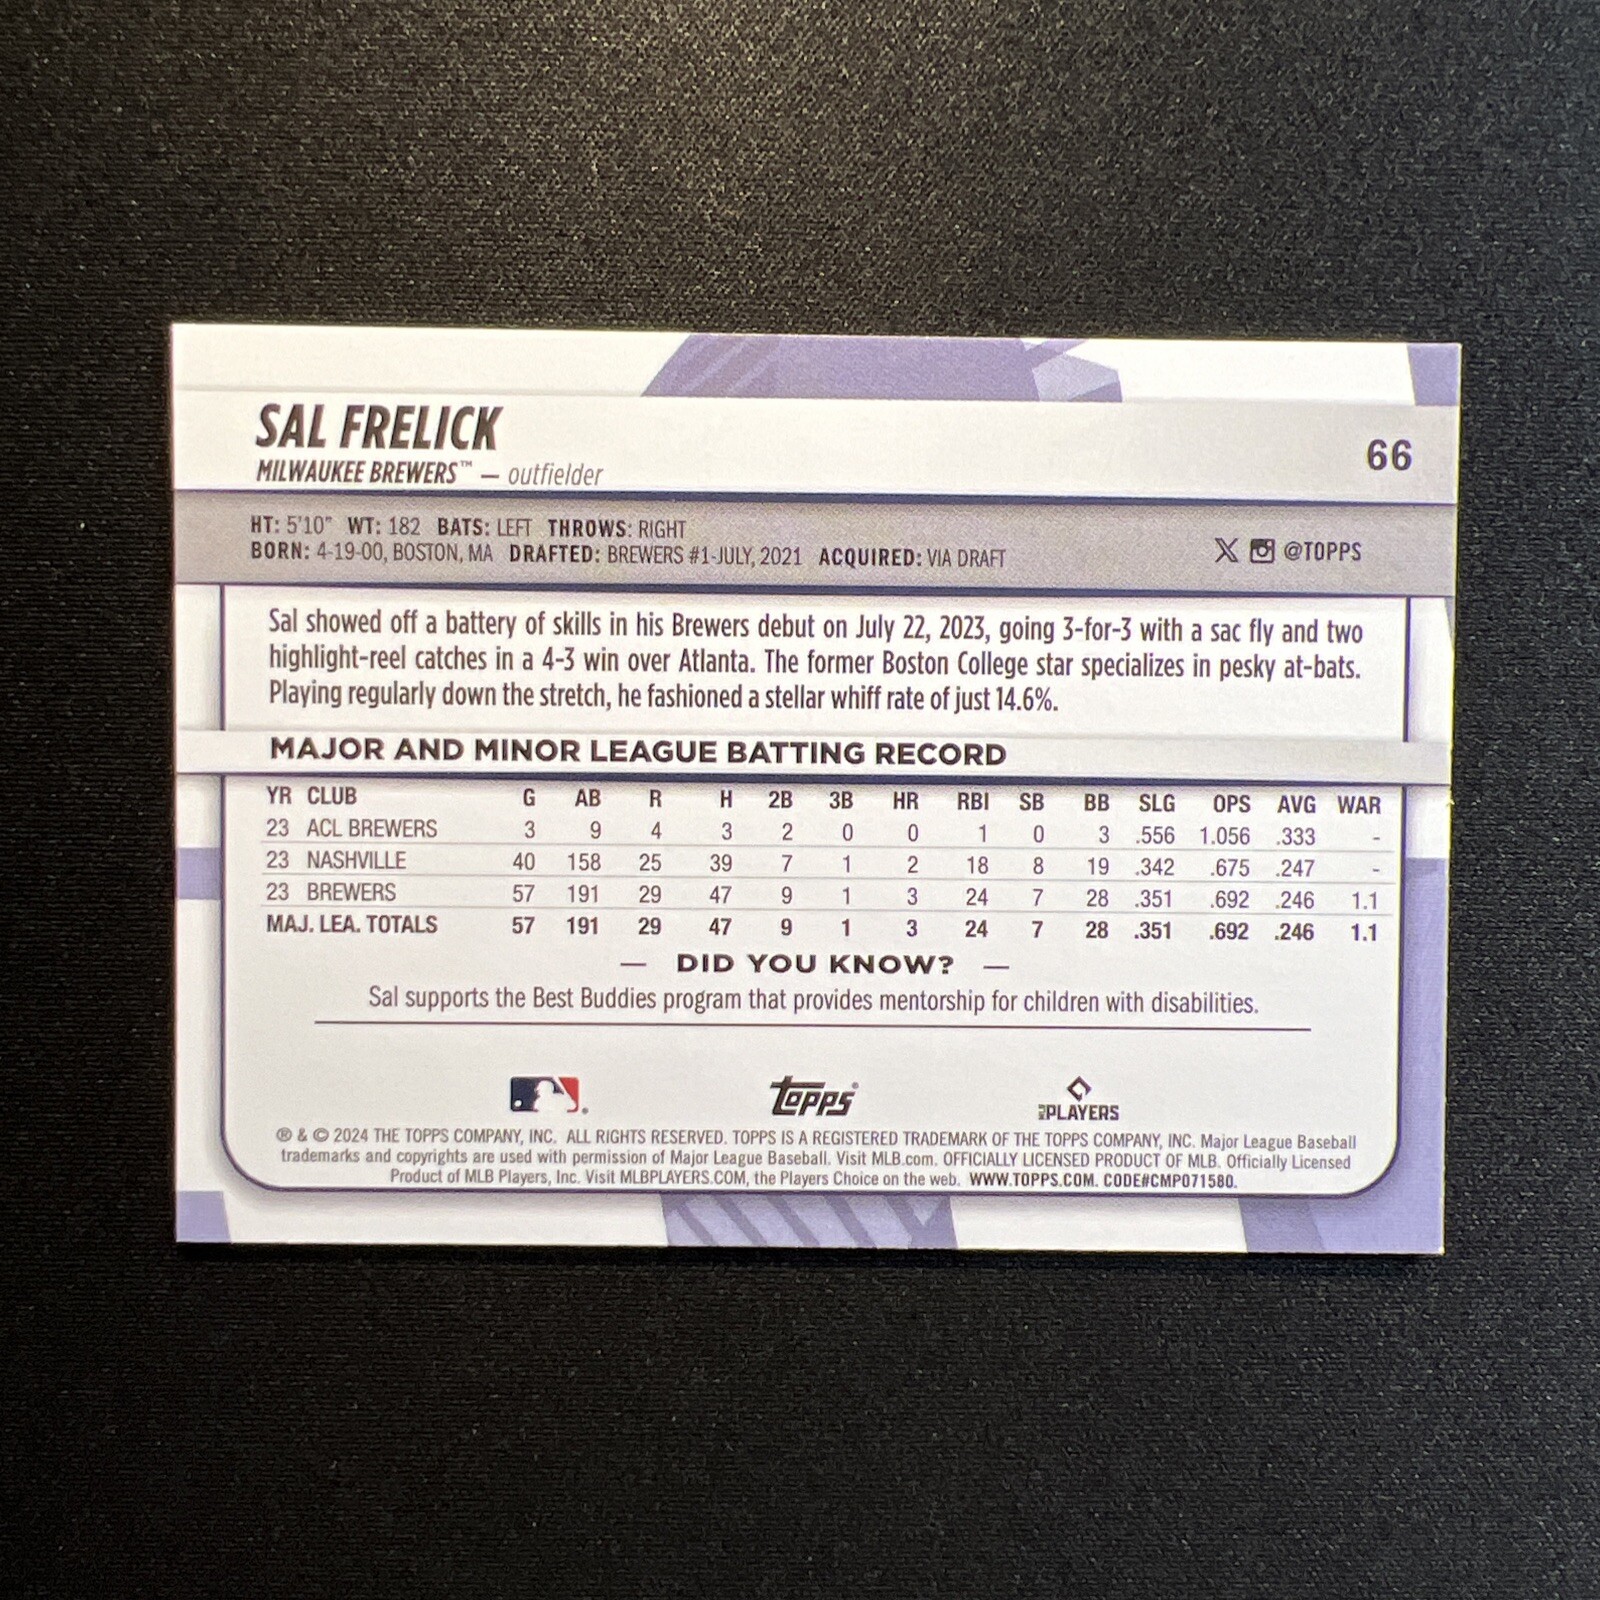 SAL FRELICK
66
MILWAUKEE BREWERS™ — outfielder
HT: 5'10" WT: 182 BATS: LEFT THROWS: RIGHT
BORN: 4-19-00, BOSTON, MA DRAFTED: BREWERS #1-JULY, 2021 ACQUIRED: VIA DRAFT
@TOPPS
Sal showed off a battery of skills in his Brewers debut on July 22, 2023, going 3-for-3 with a sac fly and two
highlight-reel catches in a 4-3 win over Atlanta. The former Boston College star specializes in pesky at-bats.
Playing regularly down the stretch, he fashioned a stellar whiff rate of just 14.6%.
MAJOR AND MINOR LEAGUE BATTING RECORD
YR CLUB G AB R H 2B 3B HR RBI SB BB SLG OPS AVG WAR
23 ACL BREWERS 3 9 4 3 2 0 0 1 0 3 .556 1.056 .333 -
23 NASHVILLE 40 158 25 39 7 1 2 18 8 19 .342 .675 .247 -
23 BREWERS 57 191 29 47 9 1 3 24 7 28 .351 .692 .246 1.1
MAJ. LEA. TOTALS 57 191 29 47 9 1 3 24 7 28 .351 .692 .246 1.1
— DID YOU KNOW? —
Sal supports the Best Buddies program that provides mentorship for children with disabilities.
Topps®
PLAYERS
® & © 2024 THE TOPPS COMPANY, INC. ALL RIGHTS RESERVED. TOPPS IS A REGISTERED TRADEMARK OF THE TOPPS COMPANY, INC. Major League Baseball
trademarks and copyrights are used with permission of Major League Baseball. Visit MLB.com. OFFICIALLY LICENSED PRODUCT OF MLB. Officially Licensed
Product of MLB Players, Inc. Visit MLBPLAYERS.COM, the Players Choice on the web. WWW.TOPPS.COM. CODE#CMP071580.